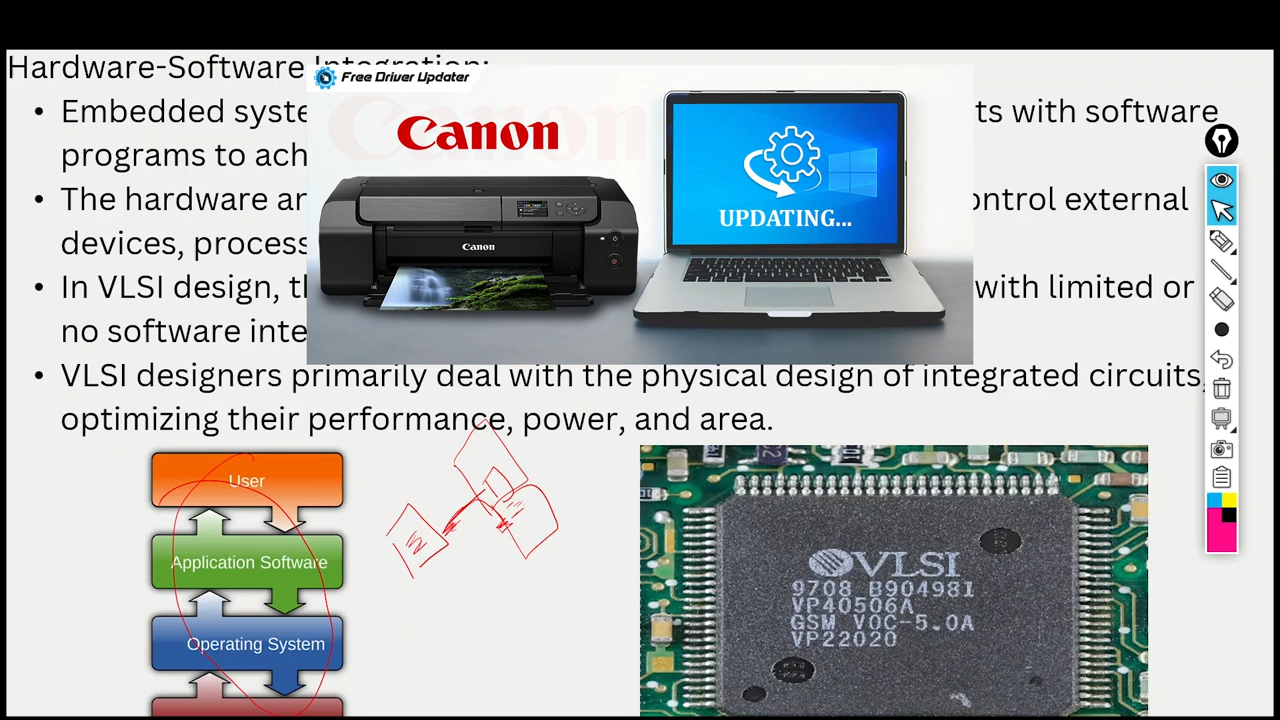 Hardware-Software Integration:
Free Driver Updater
• Embedded syste
ts with software
programs to ach
Canon
• The hardware an
ontrol external
devices, process
Canon
UPDATING...
• In VLSI design, th
with limited or
no software inte
• VLSI designers primarily deal with the physical design of integrated circuits,
optimizing their performance, power, and area.
User
Application Software
Operating System
VLSI
9708 B904981
VP40506A
GSM VOC-5.0A
VP22020